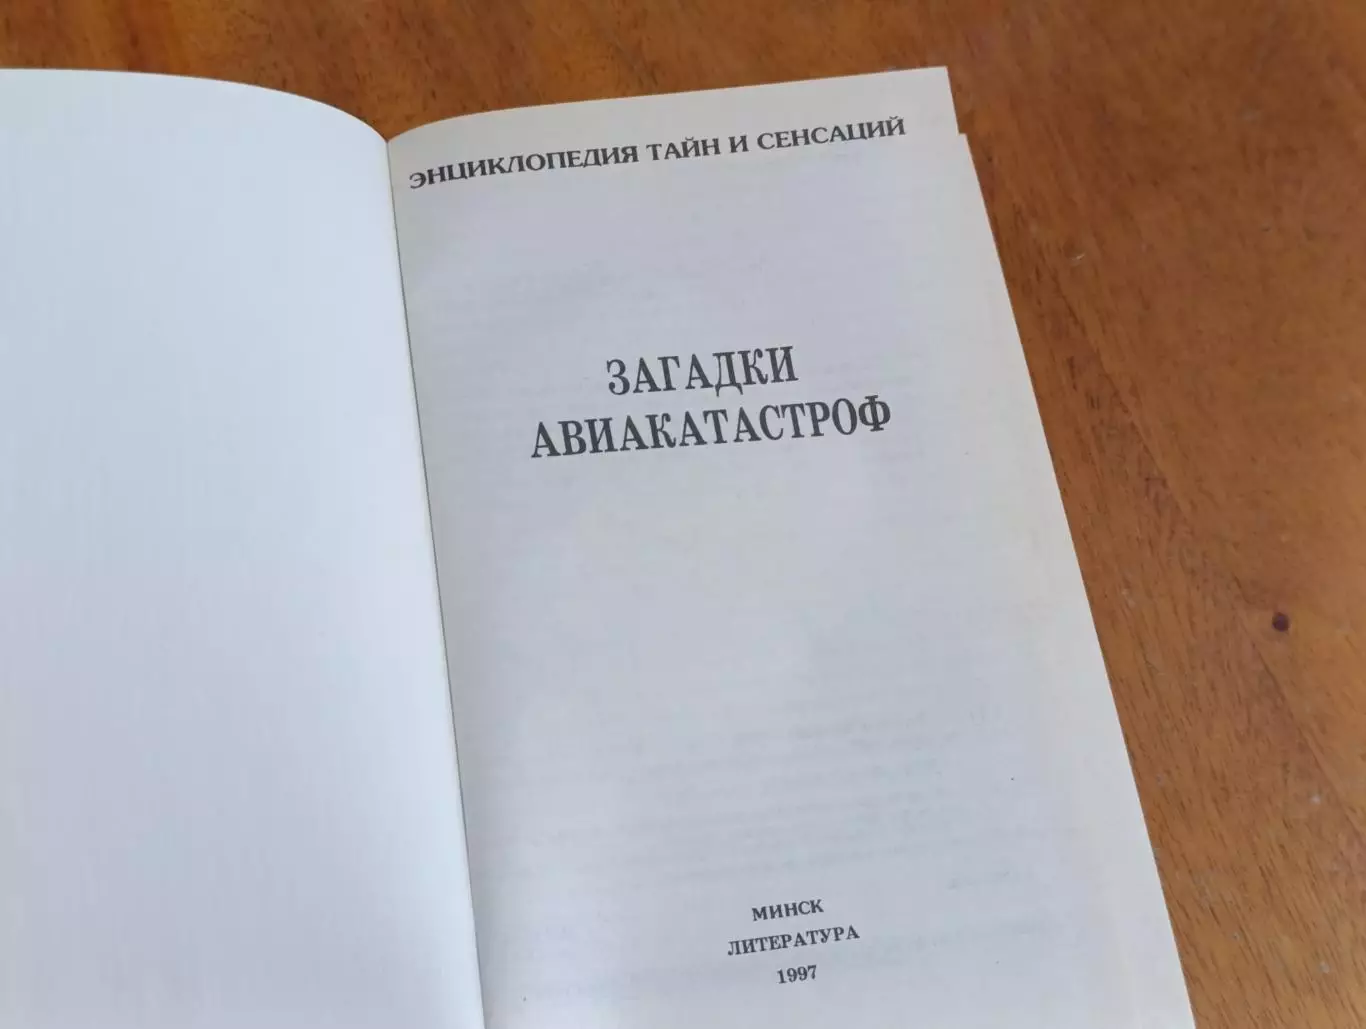 ЭНЦИКЛОПЕДИЯ ТАЙН И СЕНСАЦИЙ
ЗАГАДКИ
АВИАКАТАСТРОФ
МИНСК
ЛИТЕРАТУРА
1997